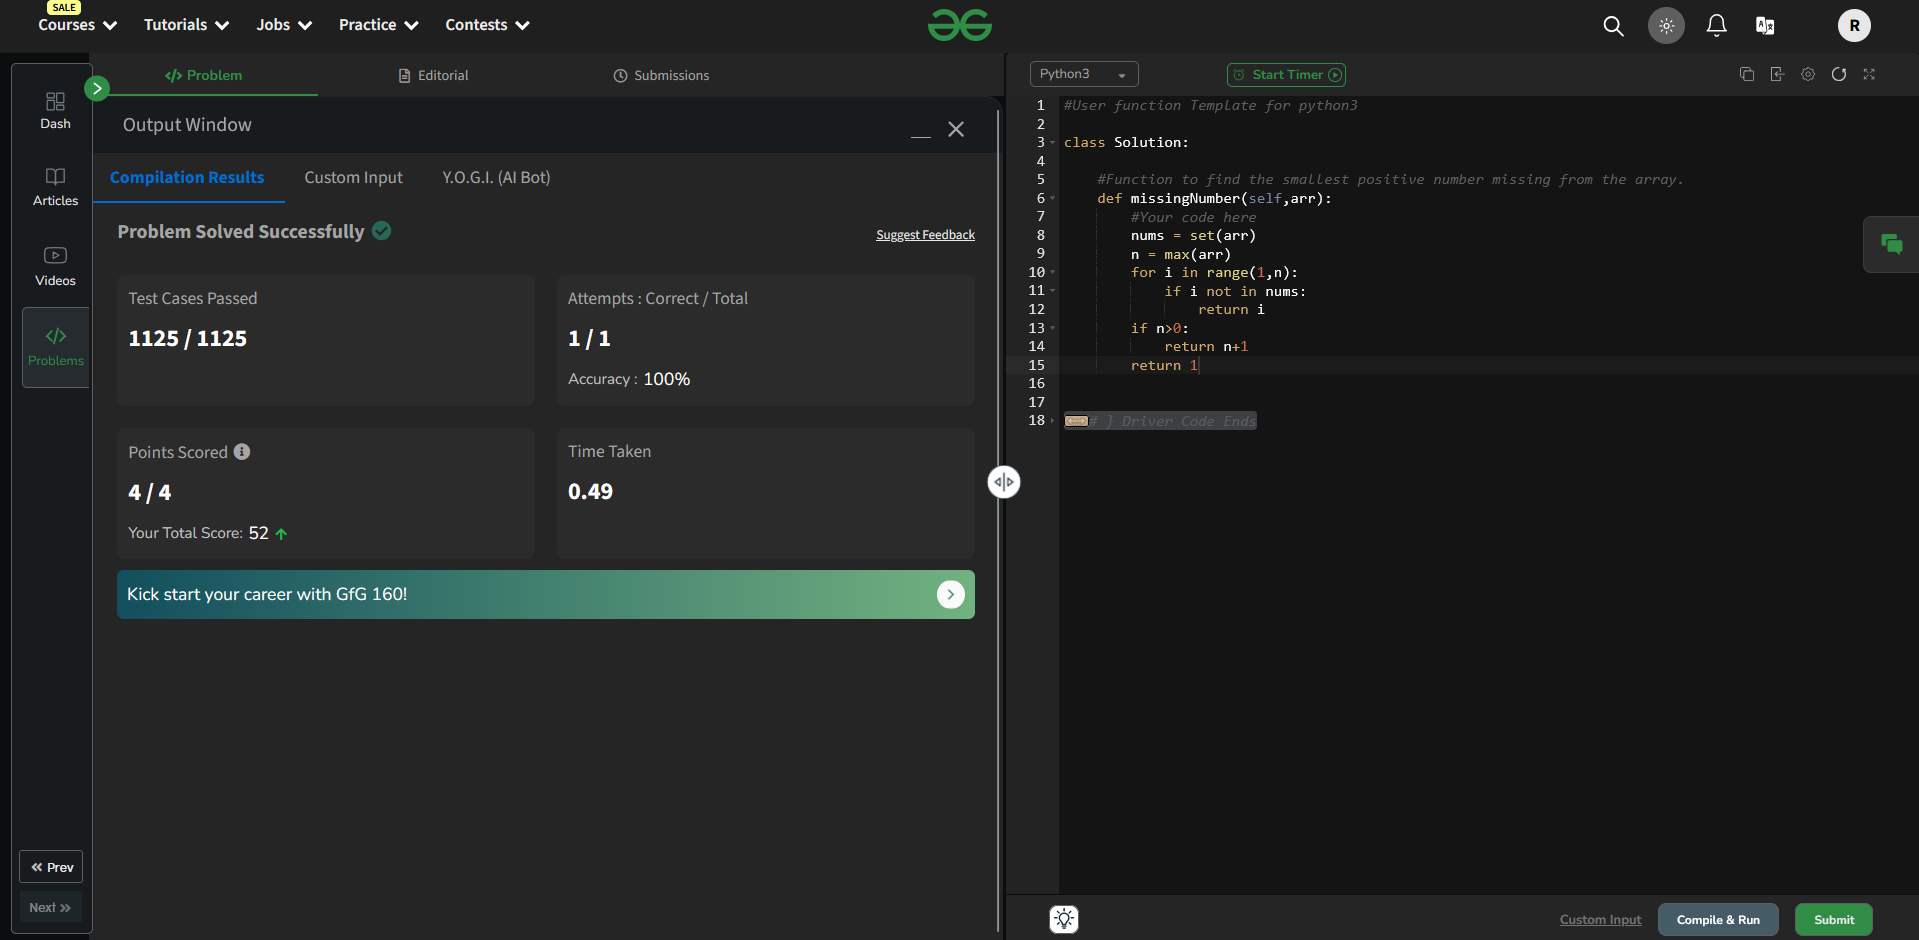 SALE
Courses Tutorials Jobs Practice Contests
R
Dash
Articles
Videos
Problems
Prev
Next
Problem Editorial Submissions
Output Window
Compilation Results Custom Input Y.O.G.I. (AI Bot)
Problem Solved Successfully
Suggest Feedback
Test Cases Passed
1125 / 1125
Attempts : Correct / Total
1 / 1
Accuracy : 100%
Points Scored
4 / 4
Your Total Score: 52
Time Taken
0.49
Kick start your career with GfG 160!
Python3 Start Timer
1 #User function Template for python3
2
3 class Solution:
4
5     #Function to find the smallest positive number missing from the array.
6     def missingNumber(self,arr):
7         #Your code here
8         nums = set(arr)
9         n = max(arr)
10         for i in range(1,n):
11             if i not in nums:
12                 return i
13         if n>0:
14             return n+1
15         return 1
16
17
18 # } Driver Code Ends
Custom Input Compile & Run Submit